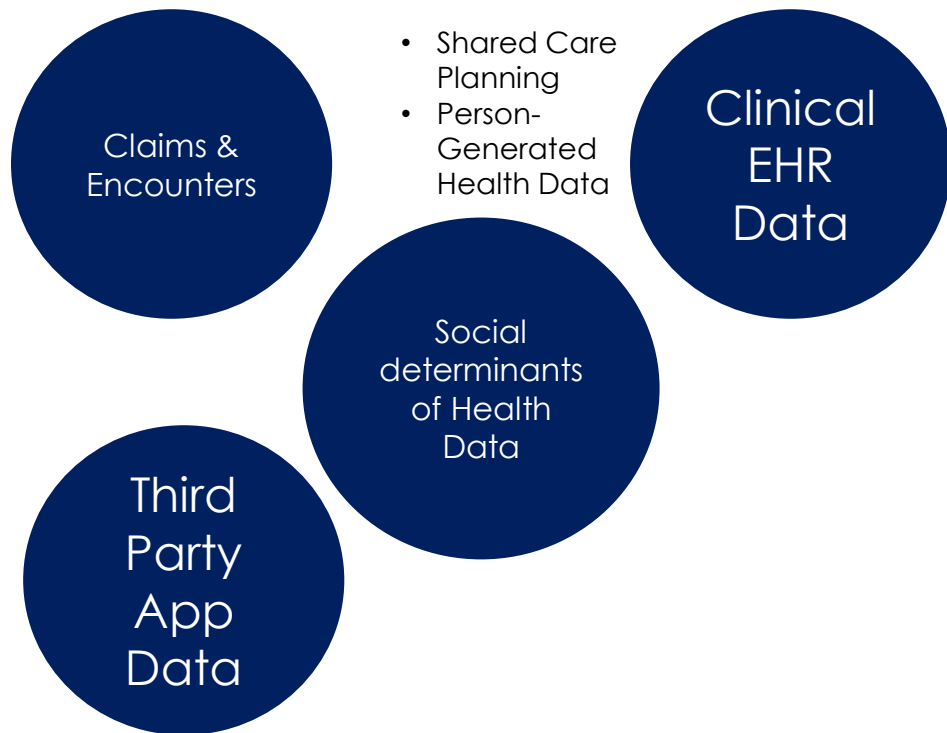 Claims &
Encounters
• Shared Care
Planning
• Person-
Generated
Health Data
Clinical
EHR
Data
Social
determinants
of Health
Data
Third
Party
App
Data